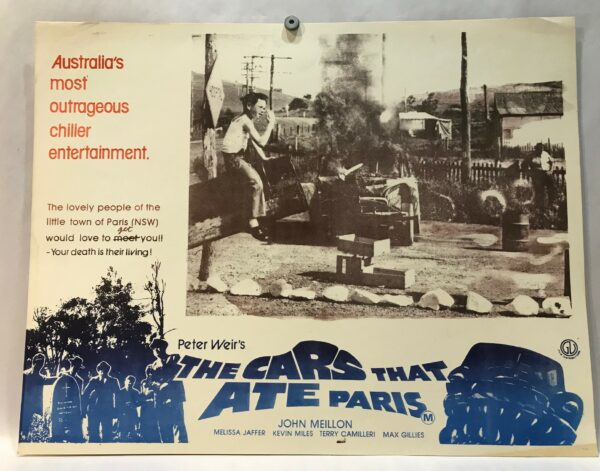 Australia's
most
outrageous
chiller
entertainment.
The lovely people of the
little town of Paris (NSW)
get
would love to meet you!!
-Your death is their living!
Peter Weir's
THE CARS THAT
ATE PARIS M
JOHN MEILLON
MELISSA JAFFER KEVIN MILES TERRY CAMILLERI MAX GILLIES